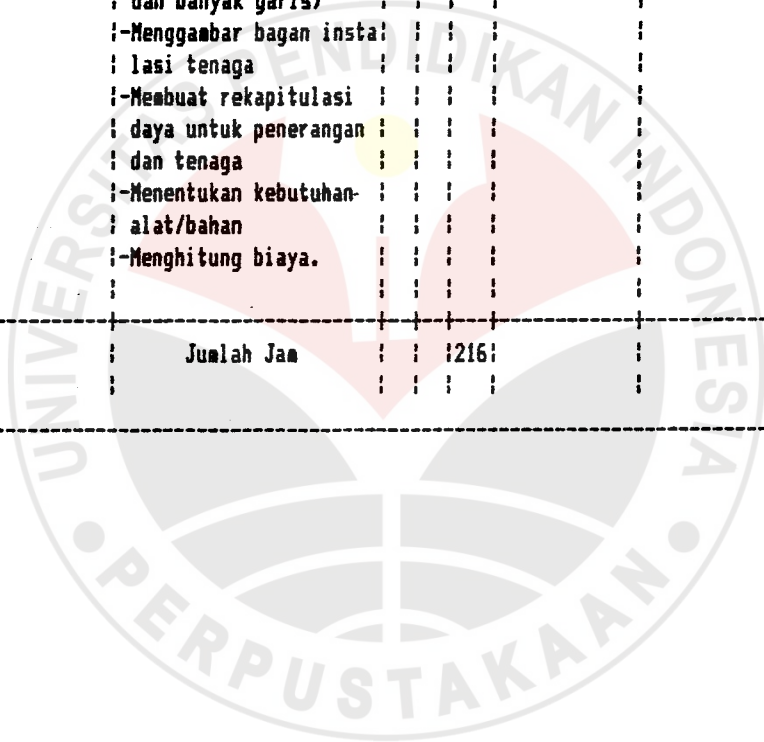 dan banyak garis)
-Menggambar bagan insta
lasi tenaga
-Membuat rekapitulasi
daya untuk penerangan
dan tenaga
-Menentukan kebutuhan-
alat/bahan
-Menghitung biaya.
Jumlah Jam 216
UNIVERSITAS PENDIDIKAN INDONESIA
PERPUSTAKAAN